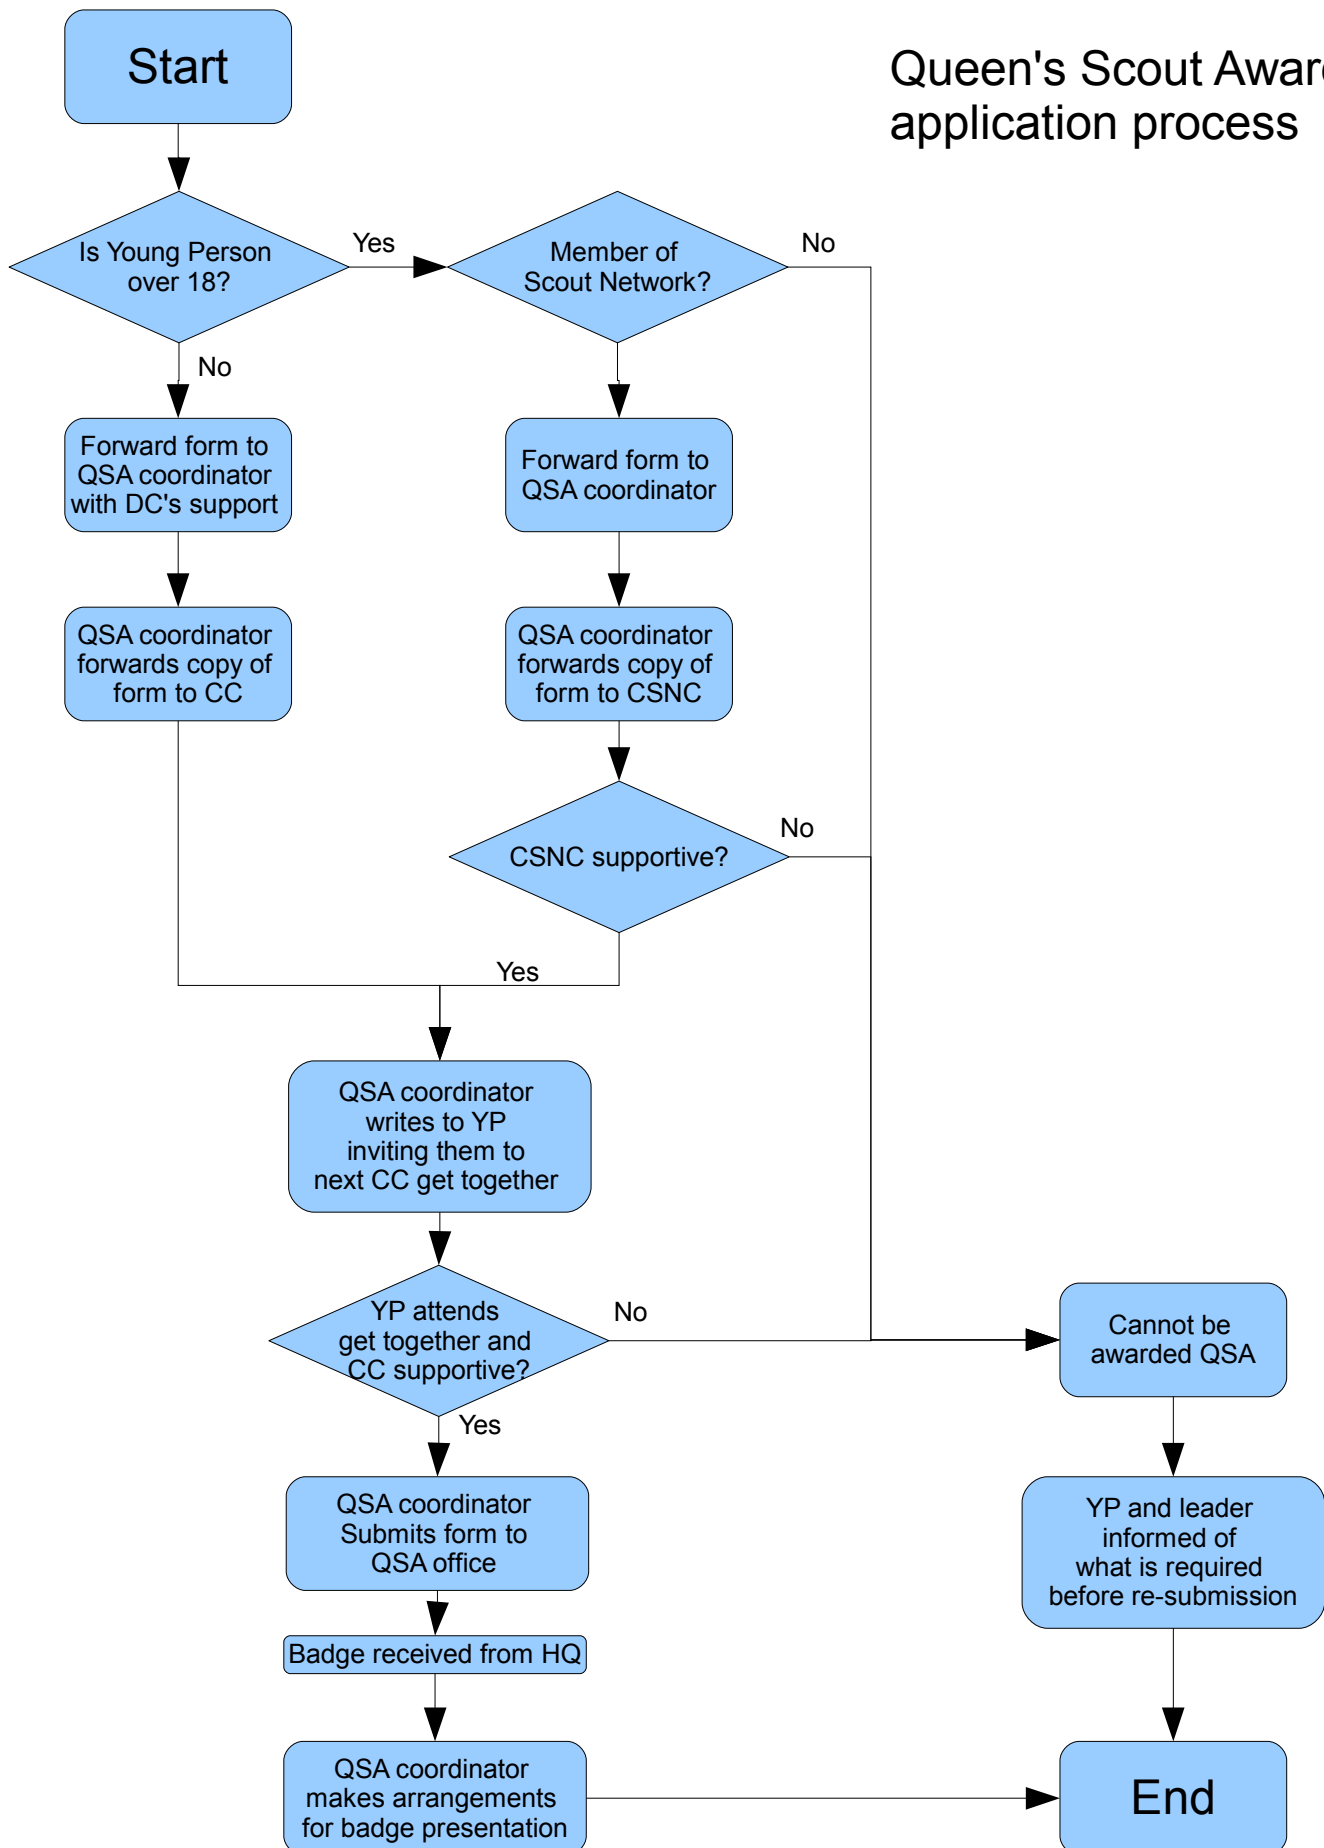 Start
Queen's Scout Award
application process
Is Young Person
over 18?
Yes
Member of
Scout Network?
No
No
Forward form to
QSA coordinator
with DC's support
Forward form to
QSA coordinator
QSA coordinator
forwards copy of
form to CC
QSA coordinator
forwards copy of
form to CSNC
CSNC supportive?
No
Yes
QSA coordinator
writes to YP
inviting them to
next CC get together
YP attends
get together and
CC supportive?
No
Cannot be
awarded QSA
Yes
QSA coordinator
Submits form to
QSA office
YP and leader
informed of
what is required
before re-submission
Badge received from HQ
QSA coordinator
makes arrangements
for badge presentation
End